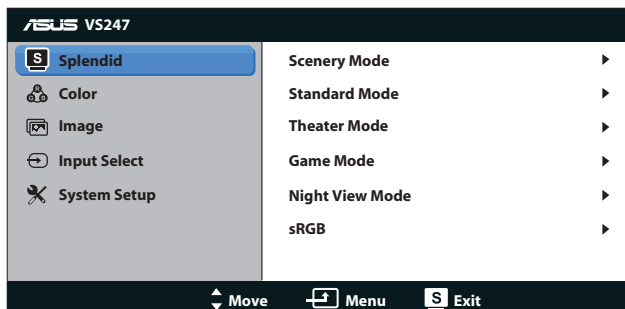 ASUS VS247
S Splendid
Color
Image
Input Select
System Setup
Scenery Mode
Standard Mode
Theater Mode
Game Mode
Night View Mode
sRGB
Move Menu S Exit